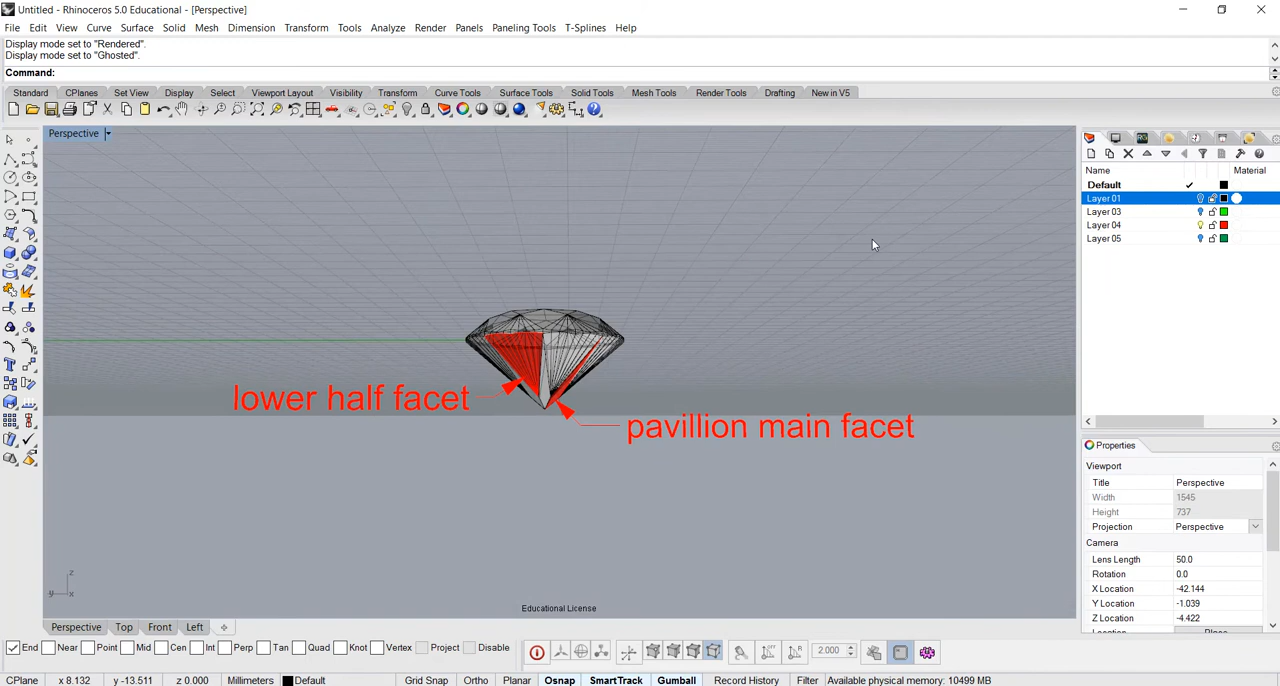 Untitled - Rhinoceros 5.0 Educational - [Perspective]
File Edit View Curve Surface Solid Mesh Dimension Transform Tools Analyze Render Panels Paneling Tools T-Splines Help
Display mode set to "Rendered".
Display mode set to "Ghosted".
Command:
Standard CPlanes Set View Display Select Viewport Layout Visibility Transform Curve Tools Surface Tools Solid Tools Mesh Tools Render Tools Drafting New in V5
Perspective
Name Material
Default
Layer 01
Layer 03
Layer 04
Layer 05
lower half facet
pavillion main facet
Properties
Viewport
Title Perspective
Width 1545
Height 737
Projection Perspective
Camera
Lens Length 50.0
Rotation 0.0
X Location -42.144
Y Location -1.039
Z Location -4.422
z
y x
Educational License
Perspective Top Front Left
End Near Point Mid Cen Int Perp Tan Quad Knot Vertex Project Disable
2.000
CPlane x 8.132 y -13.511 z 0.000 Millimeters Default Grid Snap Ortho Planar Osnap SmartTrack Gumball Record History Filter Available physical memory: 10499 MB